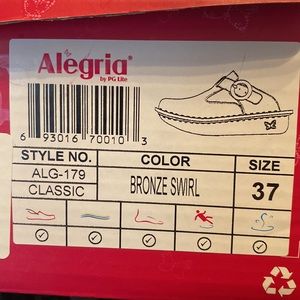 Alegria®
by PG Lite
6 93016 70010 3
STYLE NO.
COLOR
SIZE
ALG-179
BRONZE SWIRL
37
CLASSIC